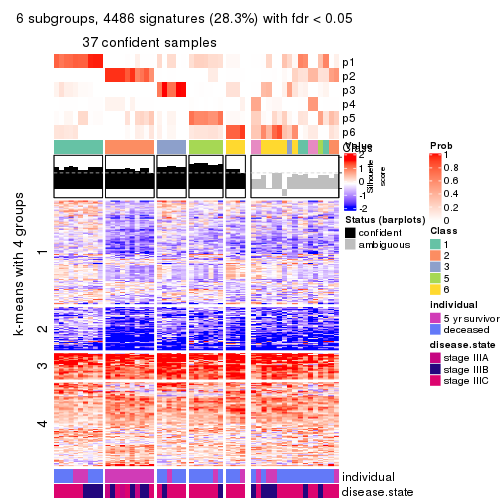 6 subgroups, 4486 signatures (28.3%) with fdr < 0.05
37 confident samples
p1
p2
p3
p4
p5
p6
Class
Silhouette score
k-means with 4 groups
1
2
3
4
individual
disease.state
Value
2
1
0
-1
-2
Status (barplots)
confident
ambiguous
Prob
1
0.8
0.6
0.4
0.2
0
Class
1
2
3
5
6
individual
5 yr survivor
deceased
disease.state
stage IIIA
stage IIIB
stage IIIC